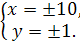 {x = ±10,
y = ±1.